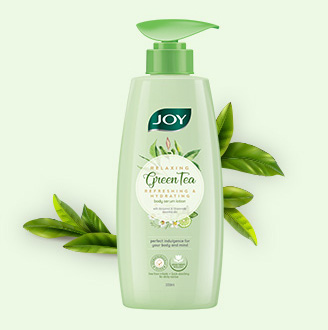 JOY
RELAXING
Green Tea
REFRESHING &
HYDRATING
body serum lotion
perfect indulgence for
your body and mind